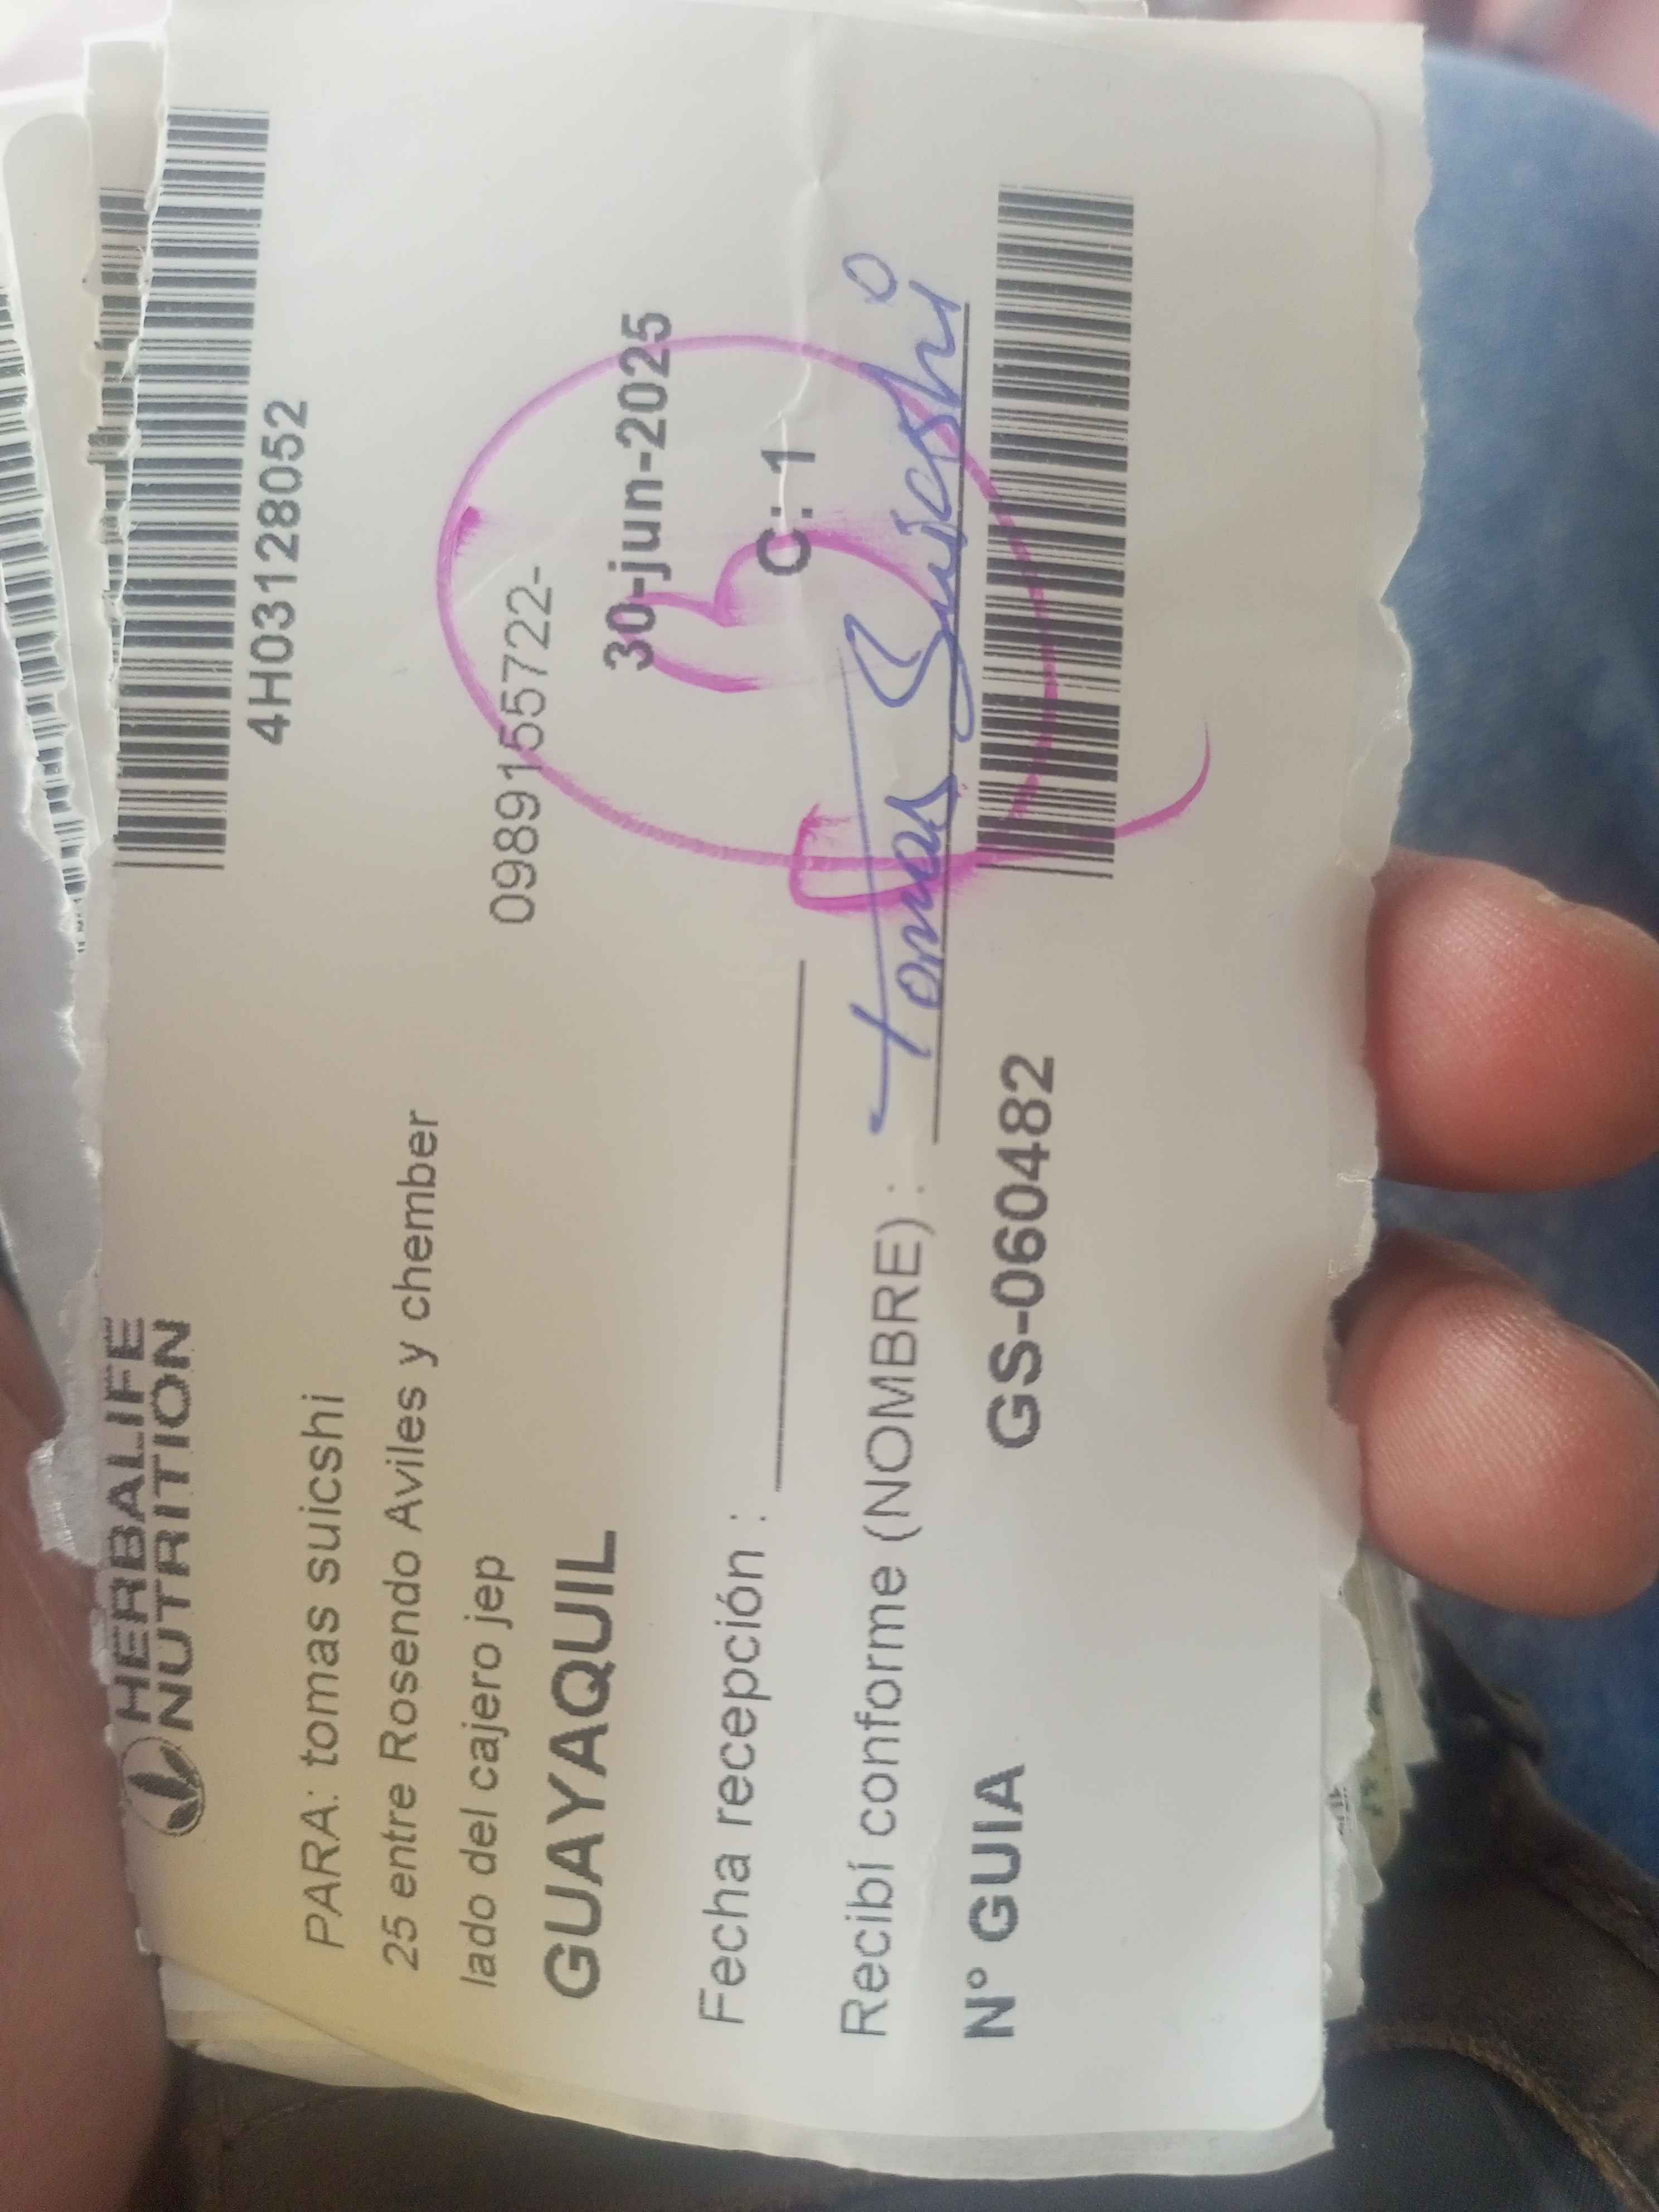 HERBALIFE
NUTRITION
4H03128052
PARA: tomas suicshi
25 entre Rosendo Aviles y chember
lado del cajero jep
0989155722-
GUAYAQUIL
30-jun-2025
Fecha recepción :
C: 1
Recibí conforme (NOMBRE) : tomas Suicshi
N° GUIA GS-060482